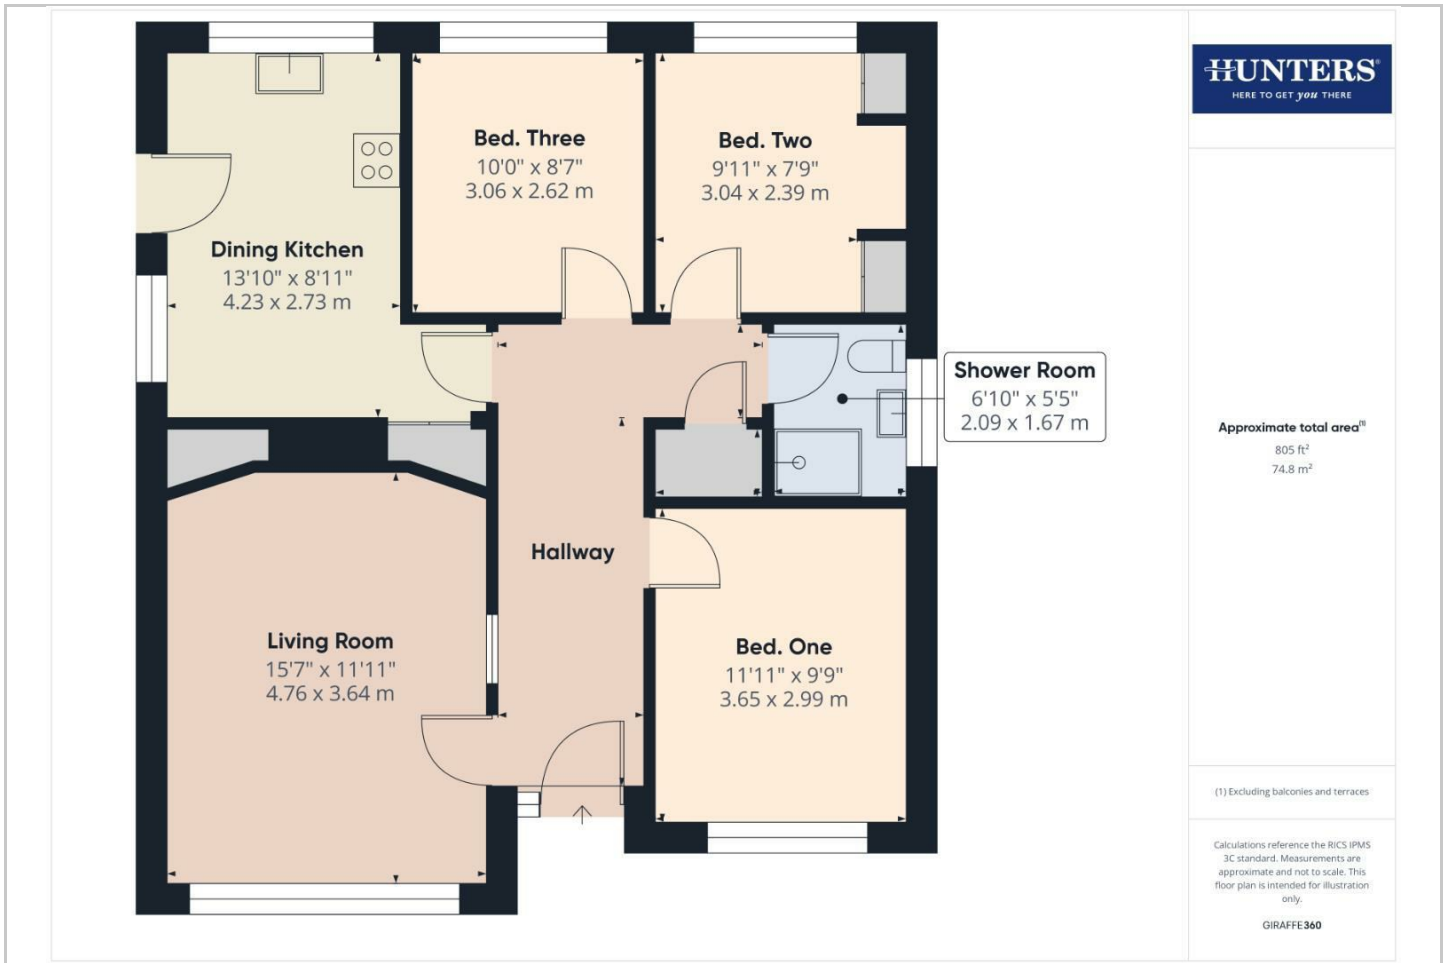 Bed. Three
10'0" x 8'7"
3.06 x 2.62 m
Bed. Two
9'11" x 7'9"
3.04 x 2.39 m
Dining Kitchen
13'10" x 8'11"
4.23 x 2.73 m
Shower Room
6'10" x 5'5"
2.09 x 1.67 m
Hallway
Living Room
15'7" x 11'11"
4.76 x 3.64 m
Bed. One
11'11" x 9'9"
3.65 x 2.99 m
HUNTERS®
HERE TO GET you THERE
Approximate total area(1)
805 ft²
74.8 m²
(1) Excluding balconies and terraces
Calculations reference the RICS IPMS
3C standard. Measurements are
approximate and not to scale. This
floor plan is intended for illustration
only.
GIRAFFE360